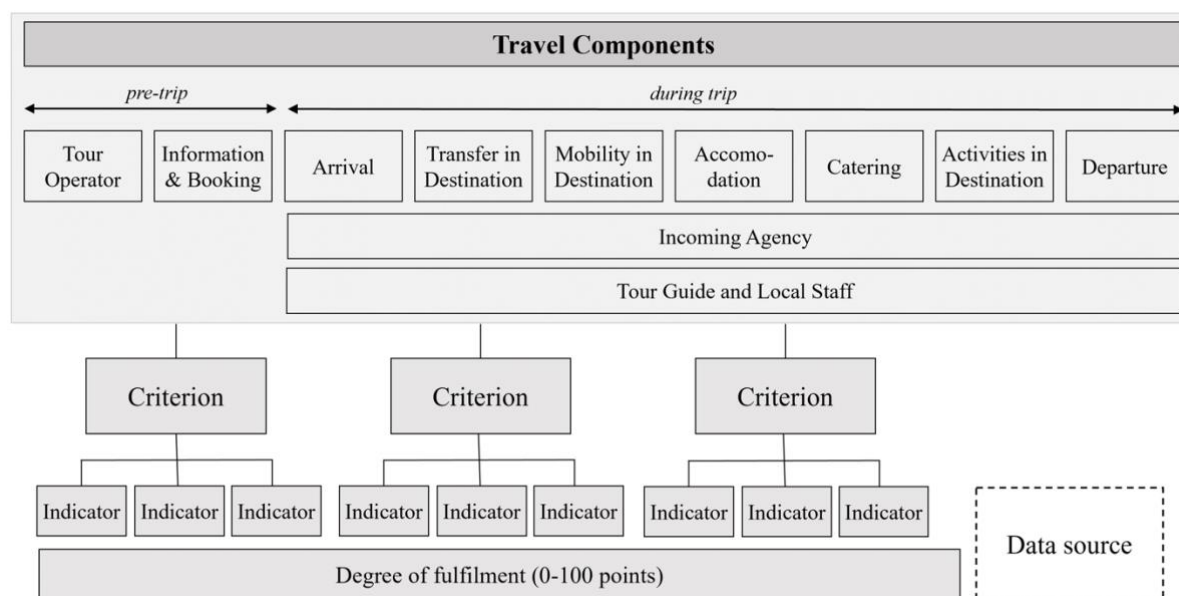 Travel Components
pre-trip
during trip
Tour
Operator
Information
& Booking
Arrival
Transfer in
Destination
Mobility in
Destination
Accomo-
dation
Catering
Activities in
Destination
Departure
Incoming Agency
Tour Guide and Local Staff
Criterion
Criterion
Criterion
Indicator
Indicator
Indicator
Indicator
Indicator
Indicator
Indicator
Indicator
Indicator
Data source
Degree of fulfilment (0-100 points)